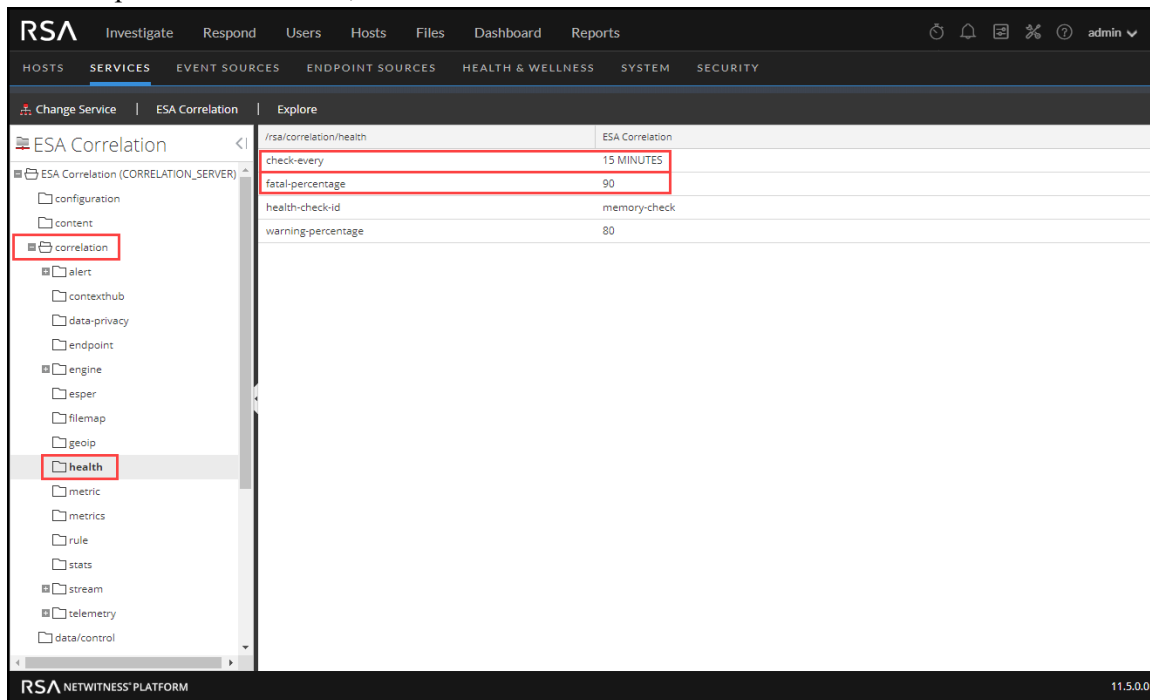 RSA Investigate Respond Users Hosts Files Dashboard Reports admin
HOSTS SERVICES EVENT SOURCES ENDPOINT SOURCES HEALTH & WELLNESS SYSTEM SECURITY
Change Service | ESA Correlation | Explore
ESA Correlation
/rsa/correlation/health ESA Correlation
check-every 15 MINUTES
fatal-percentage 90
health-check-id memory-check
warning-percentage 80
ESA Correlation (CORRELATION_SERVER)
configuration
content
correlation
alert
contexthub
data-privacy
endpoint
engine
esper
filemap
geoip
health
metric
metrics
rule
stats
stream
telemetry
data/control
RSA NETWITNESS® PLATFORM 11.5.0.0